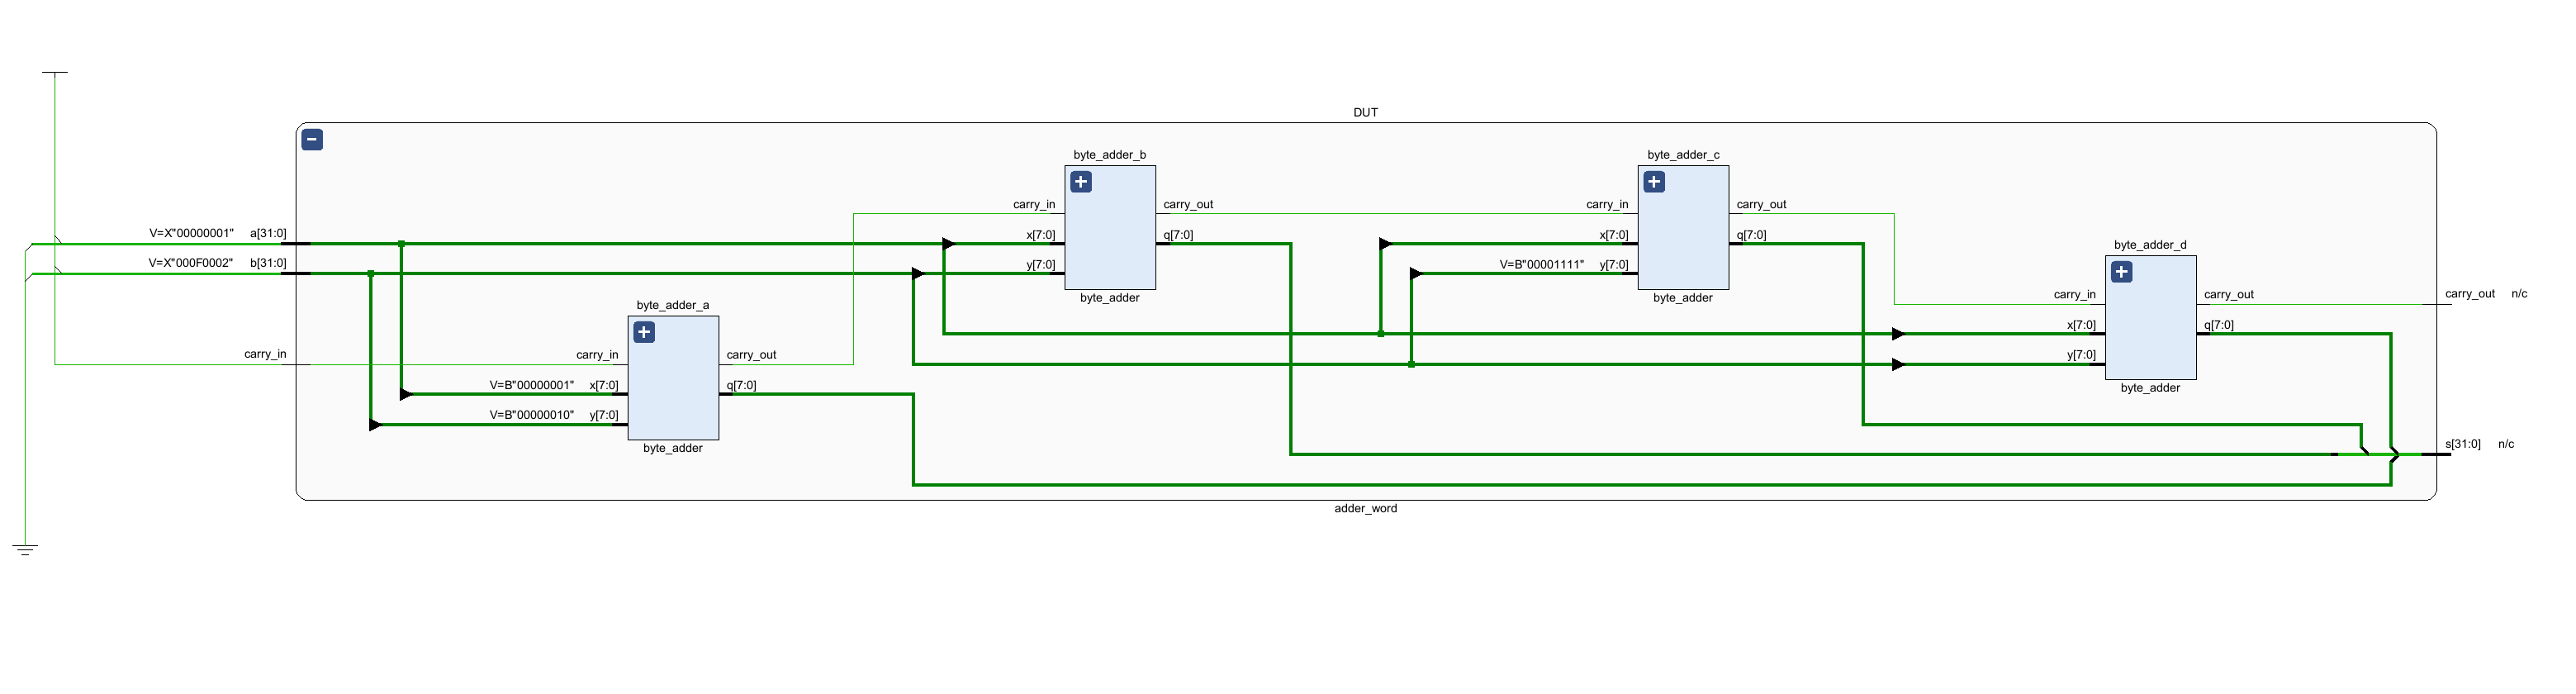 DUT
byte_adder_b
byte_adder_c
carry_in
carry_out
carry_in
carry_out
V=X"00000001" a[31:0]
x[7:0]
q[7:0]
x[7:0]
q[7:0]
byte_adder_d
V=X"000F0002" b[31:0]
y[7:0]
V=B"00001111" y[7:0]
byte_adder
byte_adder
carry_in
carry_out
carry_out n/c
byte_adder_a
x[7:0]
q[7:0]
carry_in
carry_in
carry_out
y[7:0]
V=B"00000001" x[7:0]
q[7:0]
byte_adder
V=B"00000010" y[7:0]
byte_adder
s[31:0] n/c
adder_word